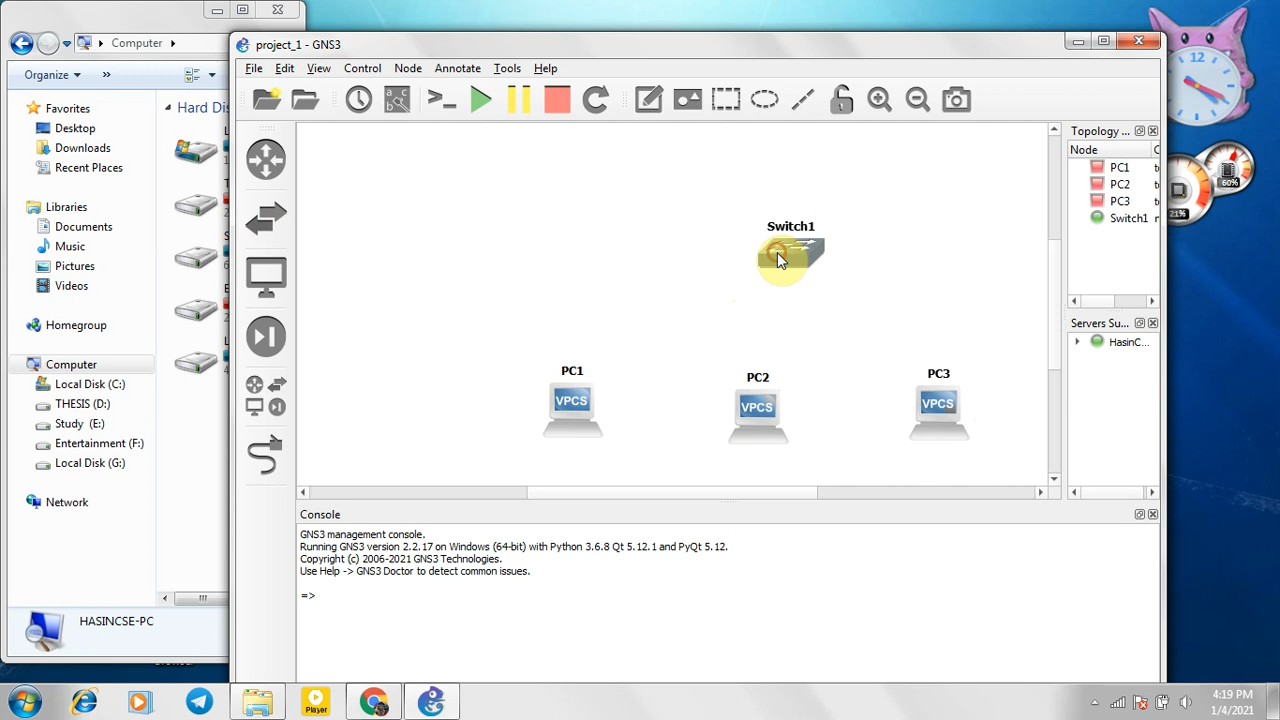 Computer
Organize
»
Favorites
Desktop
Downloads
Recent Places
Libraries
Documents
Music
Pictures
Videos
Homegroup
Computer
Local Disk (C:)
THESIS (D:)
Study (E:)
Entertainment (F:)
Local Disk (G:)
Network
Hard Dis
HASINCSE-PC
project_1 - GNS3
File Edit View Control Node Annotate Tools Help
Switch1
PC1
VPCS
PC2
VPCS
PC3
VPCS
Topology ...
Node
PC1
PC2
PC3
Switch1
Servers Su...
HasinC...
Console
GNS3 management console.
Running GNS3 version 2.2.17 on Windows (64-bit) with Python 3.6.8 Qt 5.12.1 and PyQt 5.12.
Copyright (c) 2006-2021 GNS3 Technologies.
Use Help -> GNS3 Doctor to detect common issues.
=>
12
60%
21%
Player
4:19 PM
1/4/2021